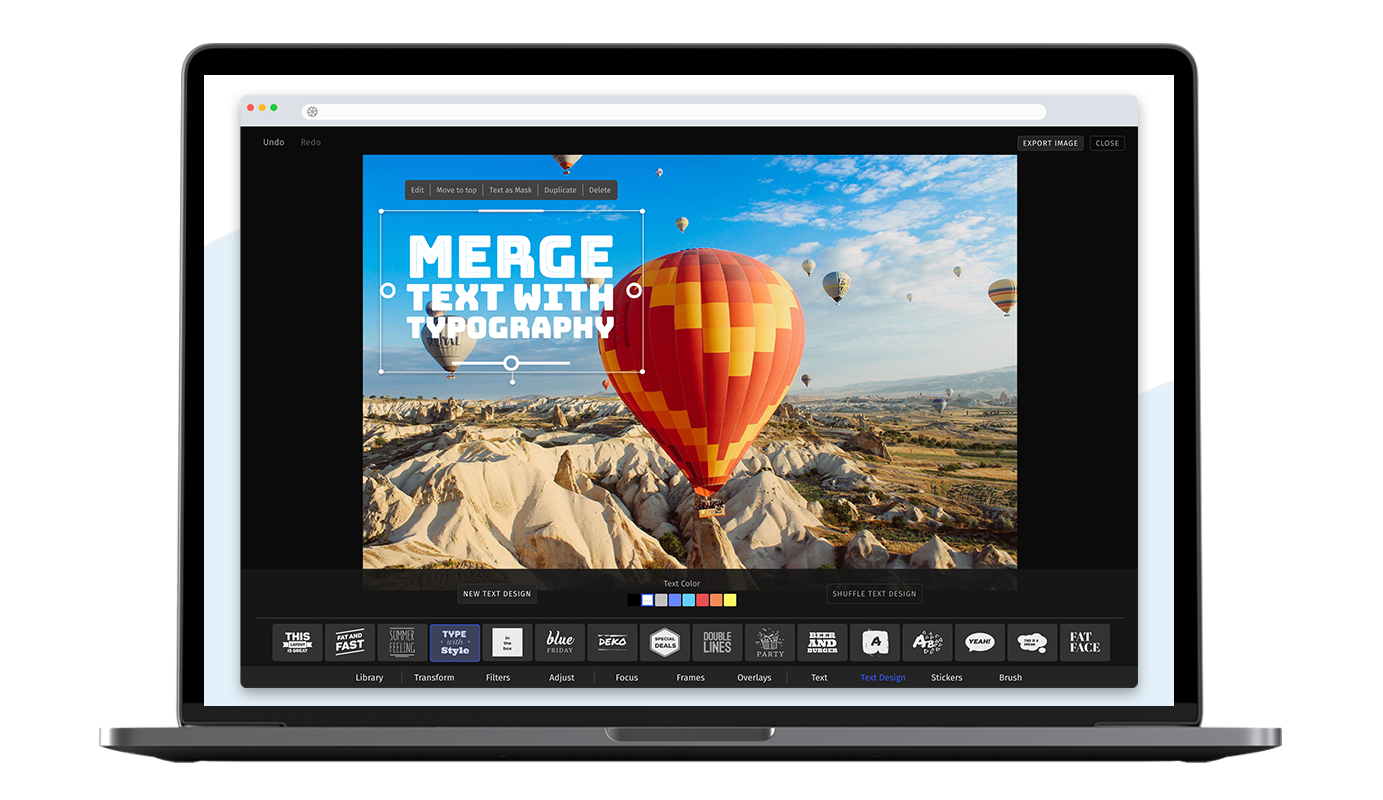 Undo Redo
EXPORT IMAGE CLOSE
Edit Move to top Text as Mask Duplicate Delete
MERGE
TEXT WITH
TYPOGRAPHY
NEW TEXT DESIGN
Text Color
SHUFFLE TEXT DESIGN
THIS
LAYOUT
IS GREAT
FAT AND
FAST
SUMMER
FEELING
TYPE
with
Style
in
the
box
blue
FRIDAY
DEKO
SPECIAL
DEALS
DOUBLE
LINES
PARTY
BEER
AND
BURGER
A
YEAH!
THIS IS A
DREAM
FAT
FACE
Library Transform Filters Adjust Focus Frames Overlays Text Text Design Stickers Brush